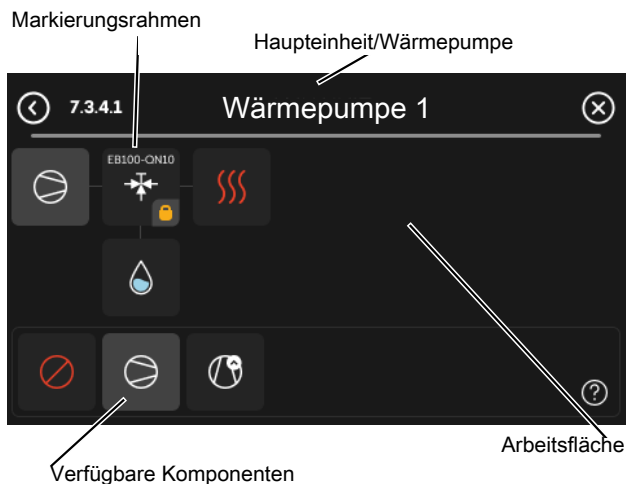 Markierungsrahmen
Haupteinheit/Wärmepumpe
7.3.4.1 Wärmepumpe 1
EB100-QN10
?
Arbeitsfläche
Verfügbare Komponenten